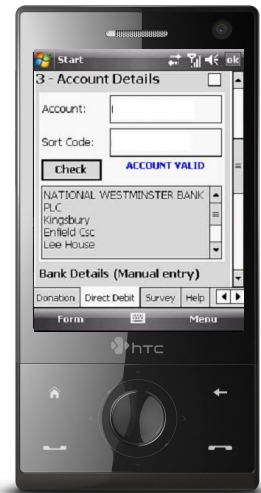 Start ok
3 - Account Details
Account:
Sort Code:
Check ACCOUNT VALID
NATIONAL WESTMINSTER BANK
PLC
Kingsbury
Enfield Csc
Lee House
Bank Details (Manual entry)
Donation Direct Debit Survey Help
Form Menu
hTC